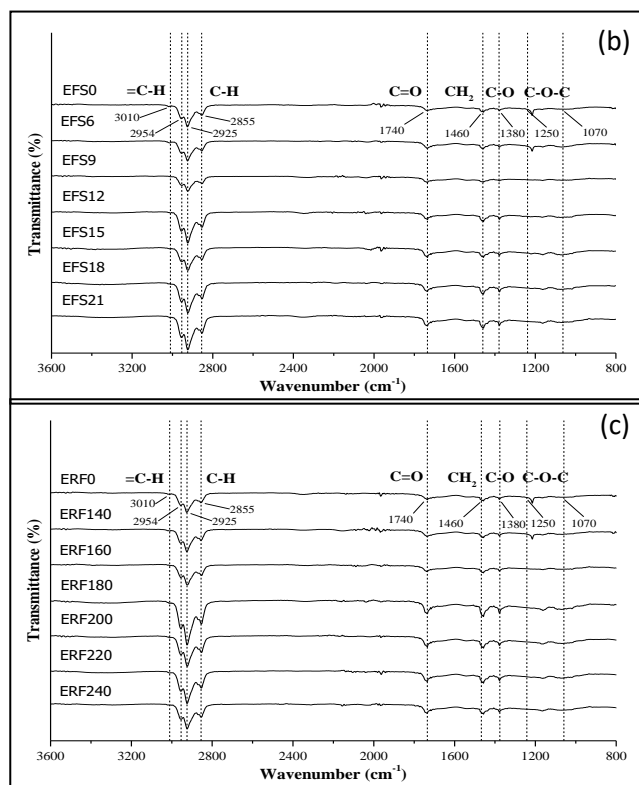 (b)
EFS0 =C-H C-H C=O CH2 C-O C-O-C
EFS6 3010 2954 2925 2855 1740 1460 1380 1250 1070
EFS9
EFS12
EFS15
EFS18
EFS21
Transmittance (%)
3600 3200 2800 2400 2000 1600 1200 800
Wavenumber (cm-1)
(c)
ERF0 =C-H C-H C=O CH2 C-O C-O-C
ERF140 3010 2954 2925 2855 1740 1460 1380 1250 1070
ERF160
ERF180
ERF200
ERF220
ERF240
Transmittance (%)
3600 3200 2800 2400 2000 1600 1200 800
Wavenumber (cm-1)